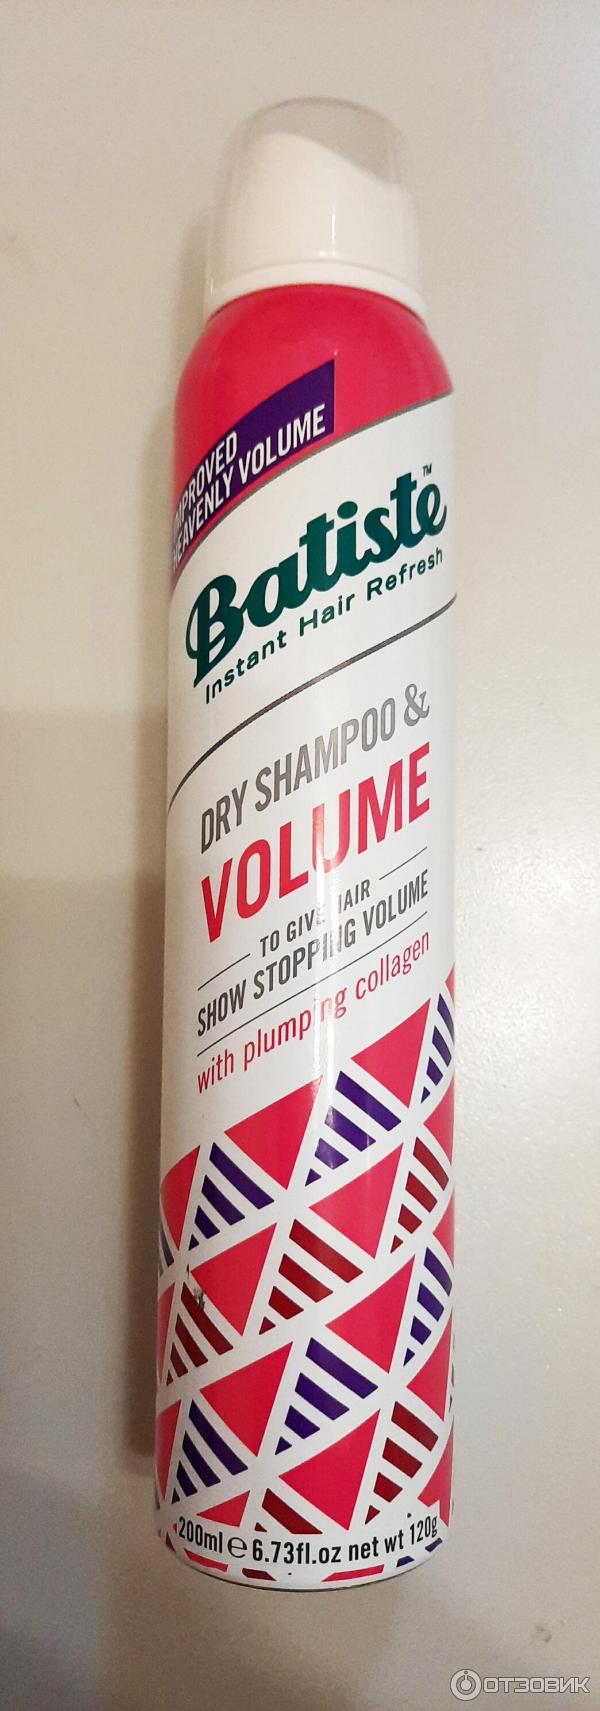 IMPROVED
HEAVENLY VOLUME
Batiste™
Instant Hair Refresh
DRY SHAMPOO &
VOLUME
TO GIVE HAIR
SHOW STOPPING VOLUME
with plumping collagen
200ml ℮ 6.73fl.oz net wt 120g
ОТЗОВИК